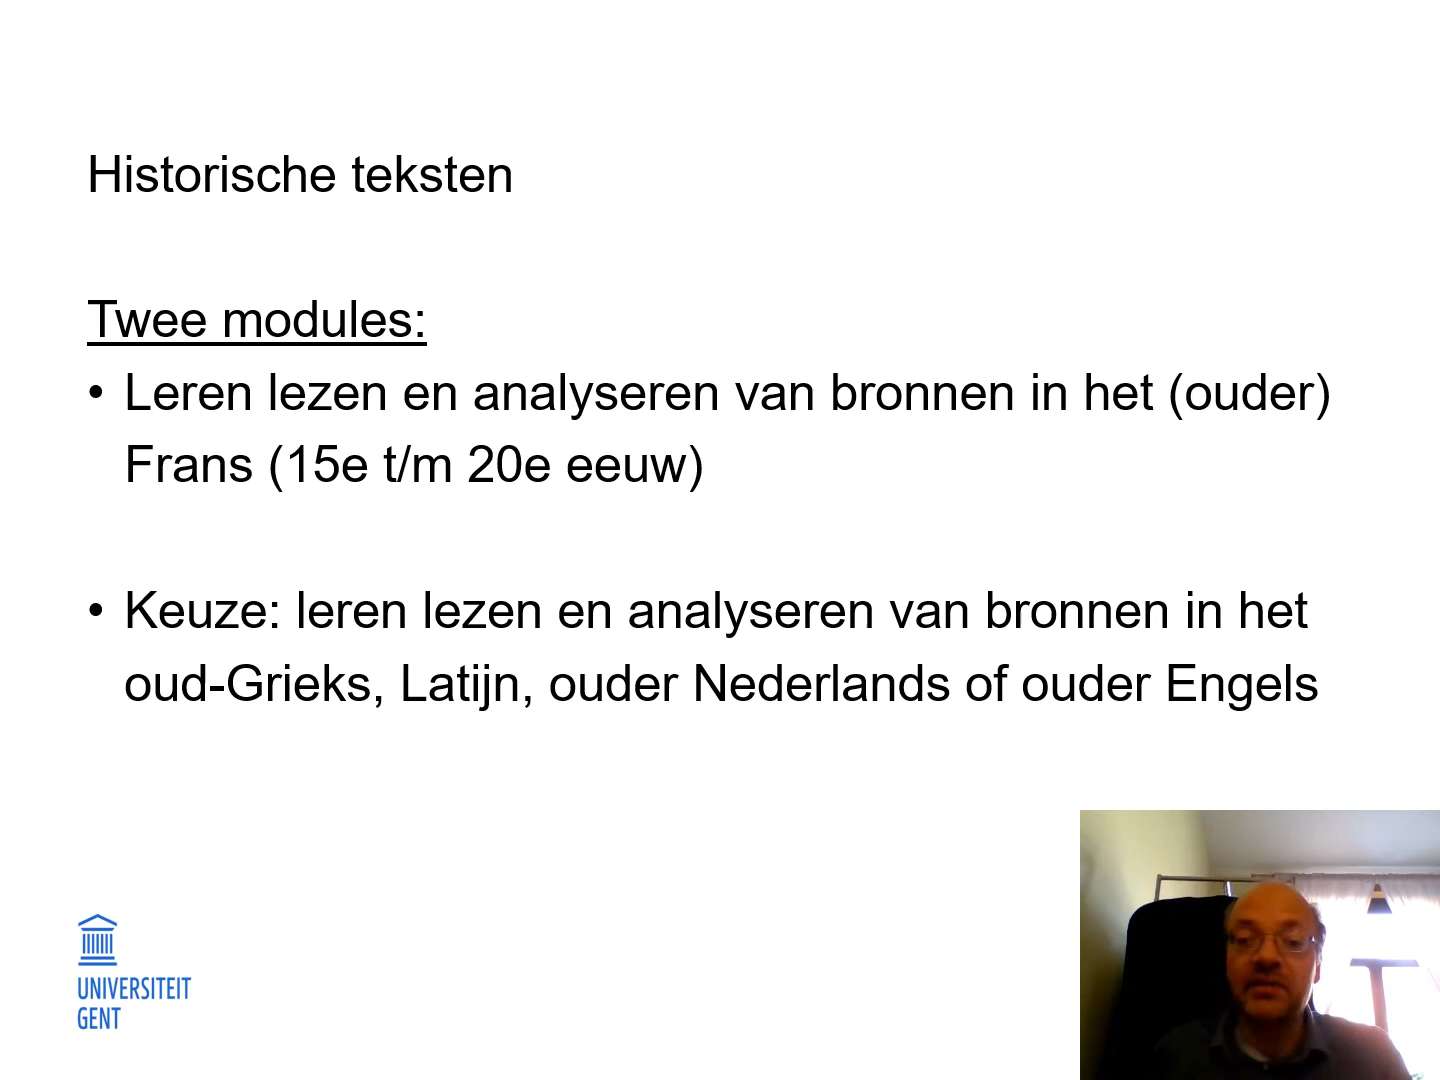 Historische teksten
Twee modules:
• Leren lezen en analyseren van bronnen in het (ouder)
Frans (15e t/m 20e eeuw)
• Keuze: leren lezen en analyseren van bronnen in het
oud-Grieks, Latijn, ouder Nederlands of ouder Engels
UNIVERSITEIT
GENT